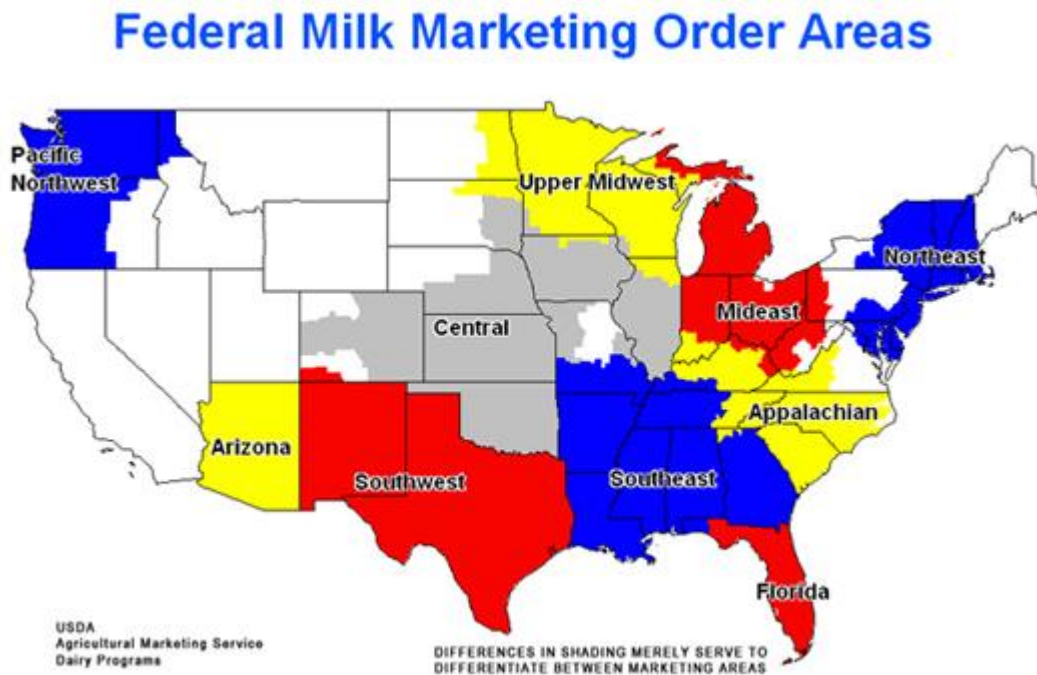 Federal Milk Marketing Order Areas
Pacific
Northwest
Upper Midwest
Northeast
Mideast
Central
Appalachian
Arizona
Southwest
Southeast
Florida
USDA
Agricultural Marketing Service
Dairy Programs
DIFFERENCES IN SHADING MERELY SERVE TO
DIFFERENTIATE BETWEEN MARKETING AREAS